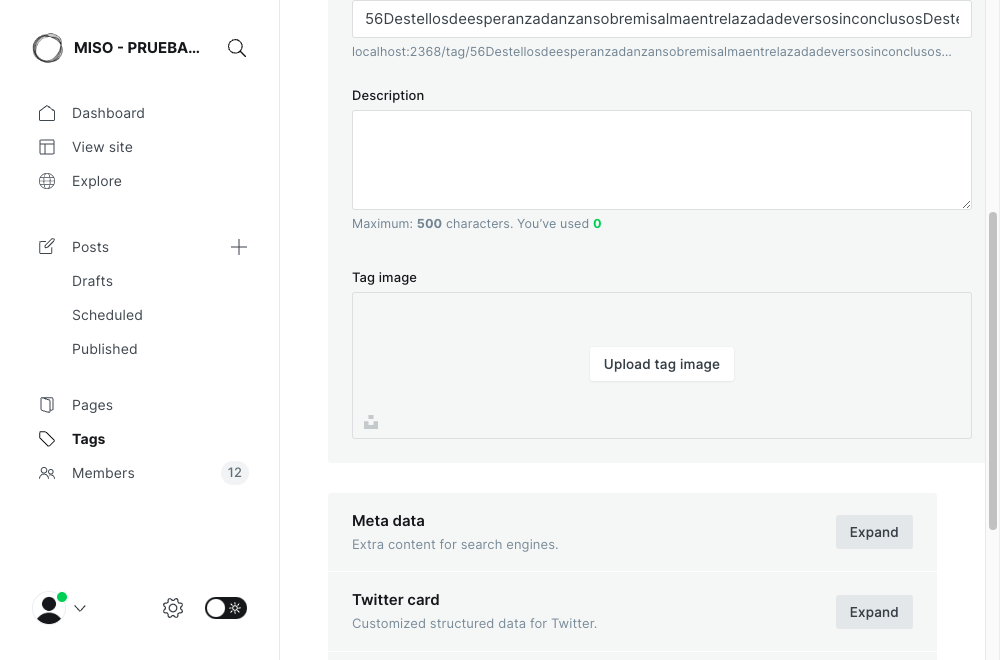 MISO - PRUEBA...
Dashboard
View site
Explore
Posts
Drafts
Scheduled
Published
Pages
Tags
Members 12
56Destellosdeesperanzadanzansobremisalmaentrelazadadeversosinconclusos​Deste
localhost:2368/tag/56Destellosdeesperanzadanzansobremisalmaentrelazadadeversosinconclusos...
Description
Maximum: 500 characters. You’ve used 0
Tag image
Upload tag image
Meta data
Extra content for search engines.
Expand
Twitter card
Customized structured data for Twitter.
Expand